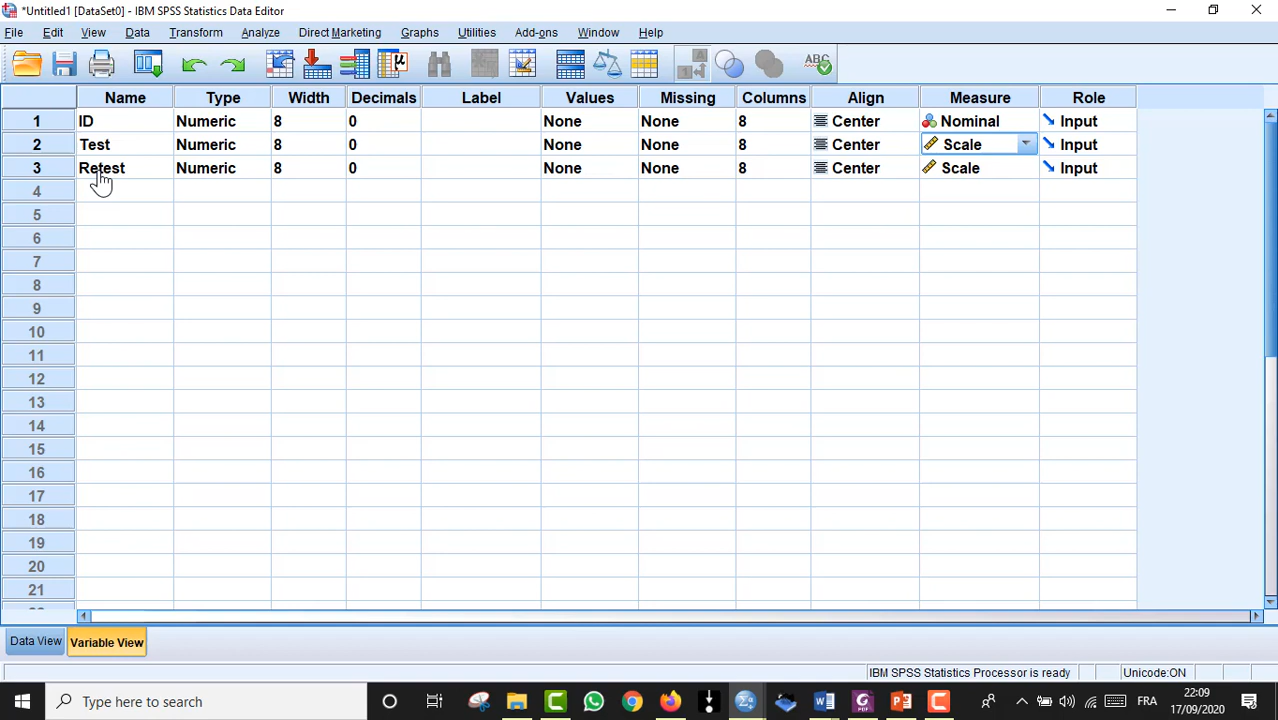 *Untitled1 [DataSet0] - IBM SPSS Statistics Data Editor
File Edit View Data Transform Analyze Direct Marketing Graphs Utilities Add-ons Window Help
Name Type Width Decimals Label Values Missing Columns Align Measure Role
1 ID Numeric 8 0 None None 8 Center Nominal Input
2 Test Numeric 8 0 None None 8 Center Scale Input
3 Retest Numeric 8 0 None None 8 Center Scale Input
4
5
6
7
8
9
10
11
12
13
14
15
16
17
18
19
20
21
Data View Variable View
IBM SPSS Statistics Processor is ready Unicode:ON
Type here to search
FRA
22:09
17/09/2020